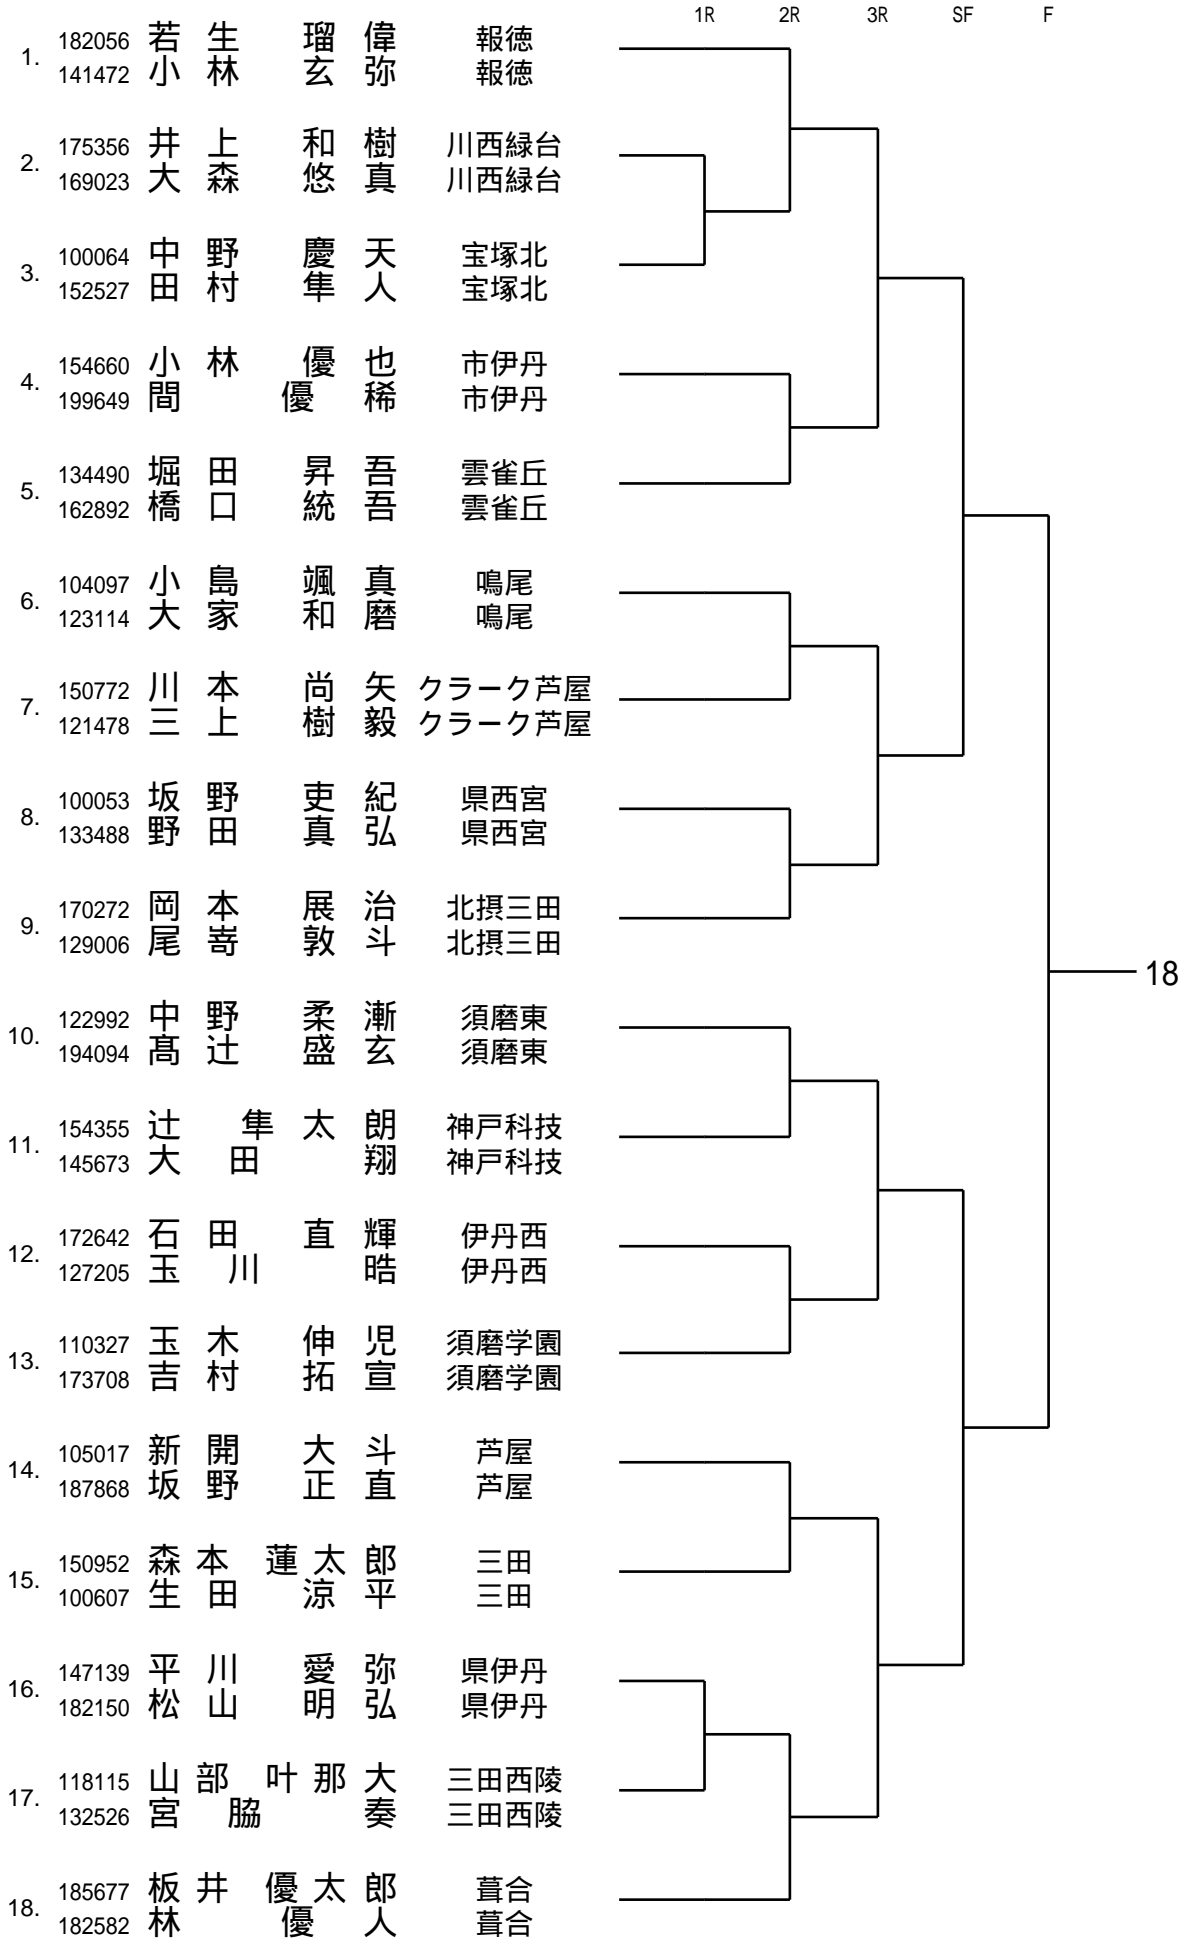 1R 2R 3R SF F
1. 182056 若生 瑠偉 報徳
141472 小林 玄弥 報徳
2. 175356 井上 和樹 川西緑台
169023 大森 悠真 川西緑台
3. 100064 中野 慶天 宝塚北
152527 田村 隼人 宝塚北
4. 154660 小林 優也 市伊丹
199649 間 優稀 市伊丹
5. 134490 堀田 昇吾 雲雀丘
162892 橋口 統吾 雲雀丘
6. 104097 小島 颯真 鳴尾
123114 大家 和磨 鳴尾
7. 150772 川本 尚矢 クラーク芦屋
121478 三上 樹毅 クラーク芦屋
8. 100053 坂野 吏紀 県西宮
133488 野田 真弘 県西宮
9. 170272 岡本 展治 北摂三田
129006 尾嵜 敦斗 北摂三田
18
10. 122992 中野 柔漸 須磨東
194094 髙辻 盛玄 須磨東
11. 154355 辻 隼太朗 神戸科技
145673 大田 翔 神戸科技
12. 172642 石田 直輝 伊丹西
127205 玉川 晧 伊丹西
13. 110327 玉木 伸児 須磨学園
173708 吉村 拓宣 須磨学園
14. 105017 新開 大斗 芦屋
187868 坂野 正直 芦屋
15. 150952 森本 蓮太郎 三田
100607 生田 涼平 三田
16. 147139 平川 愛弥 県伊丹
182150 松山 明弘 県伊丹
17. 118115 山部 叶那大 三田西陵
132526 宮脇 奏 三田西陵
18. 185677 板井 優太郎 葺合
182582 林 優人 葺合